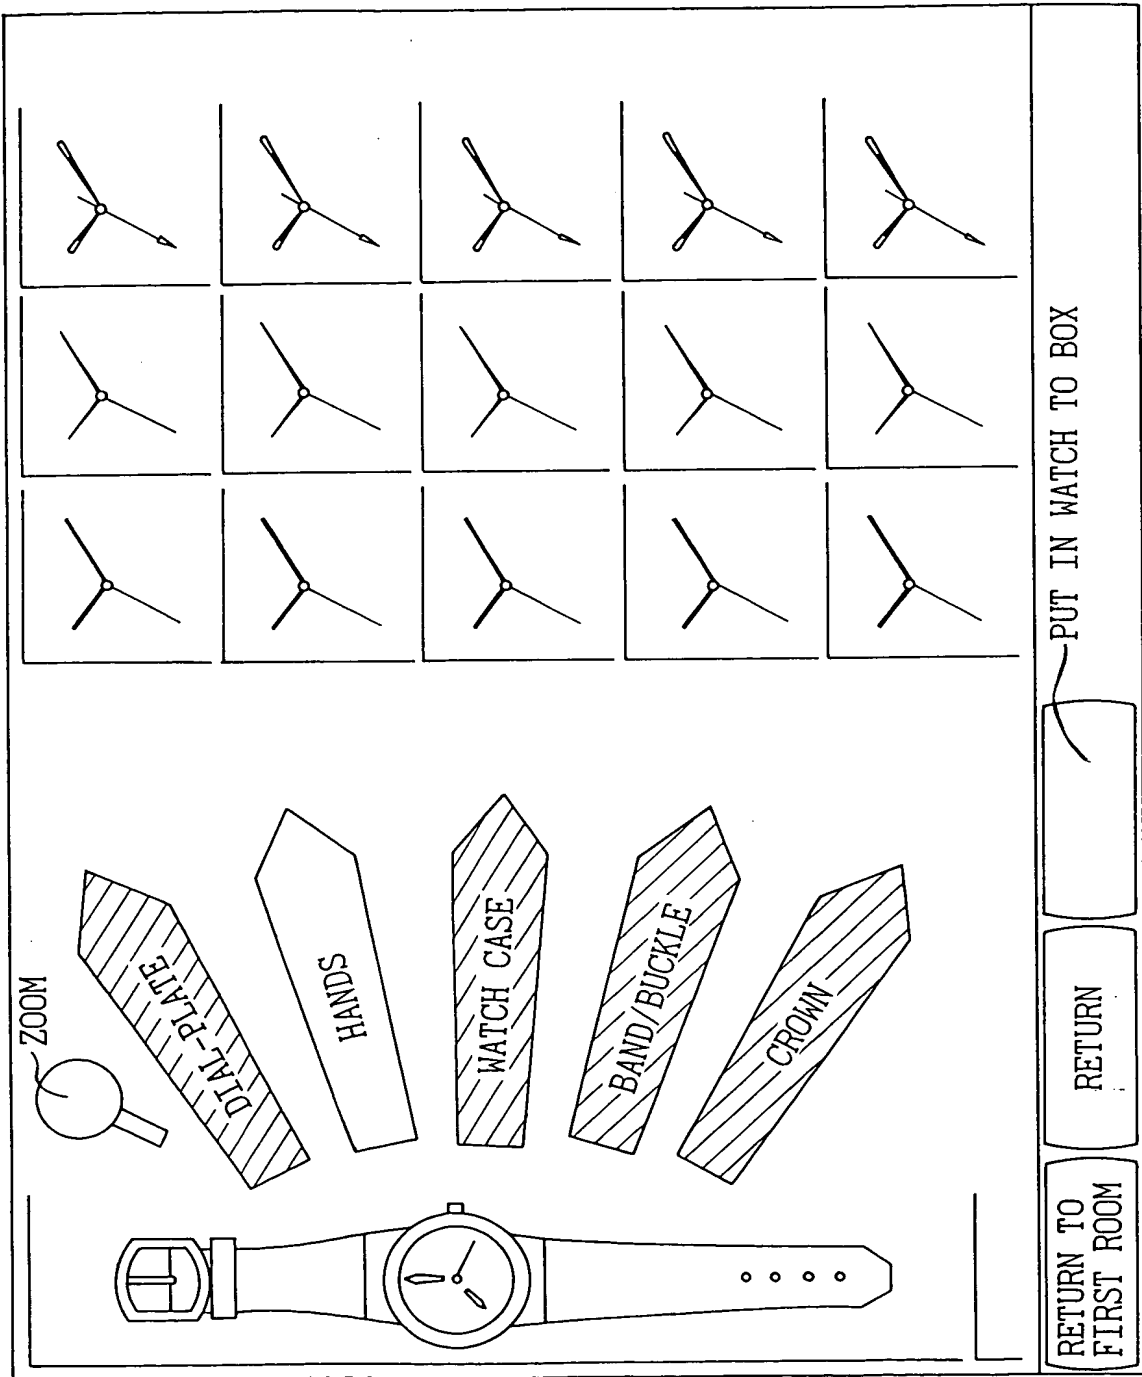 ZOOM
DIAL-PLATE
HANDS
WATCH CASE
BAND/BUCKLE
CROWN
RETURN TO
FIRST ROOM
RETURN
PUT IN WATCH TO BOX